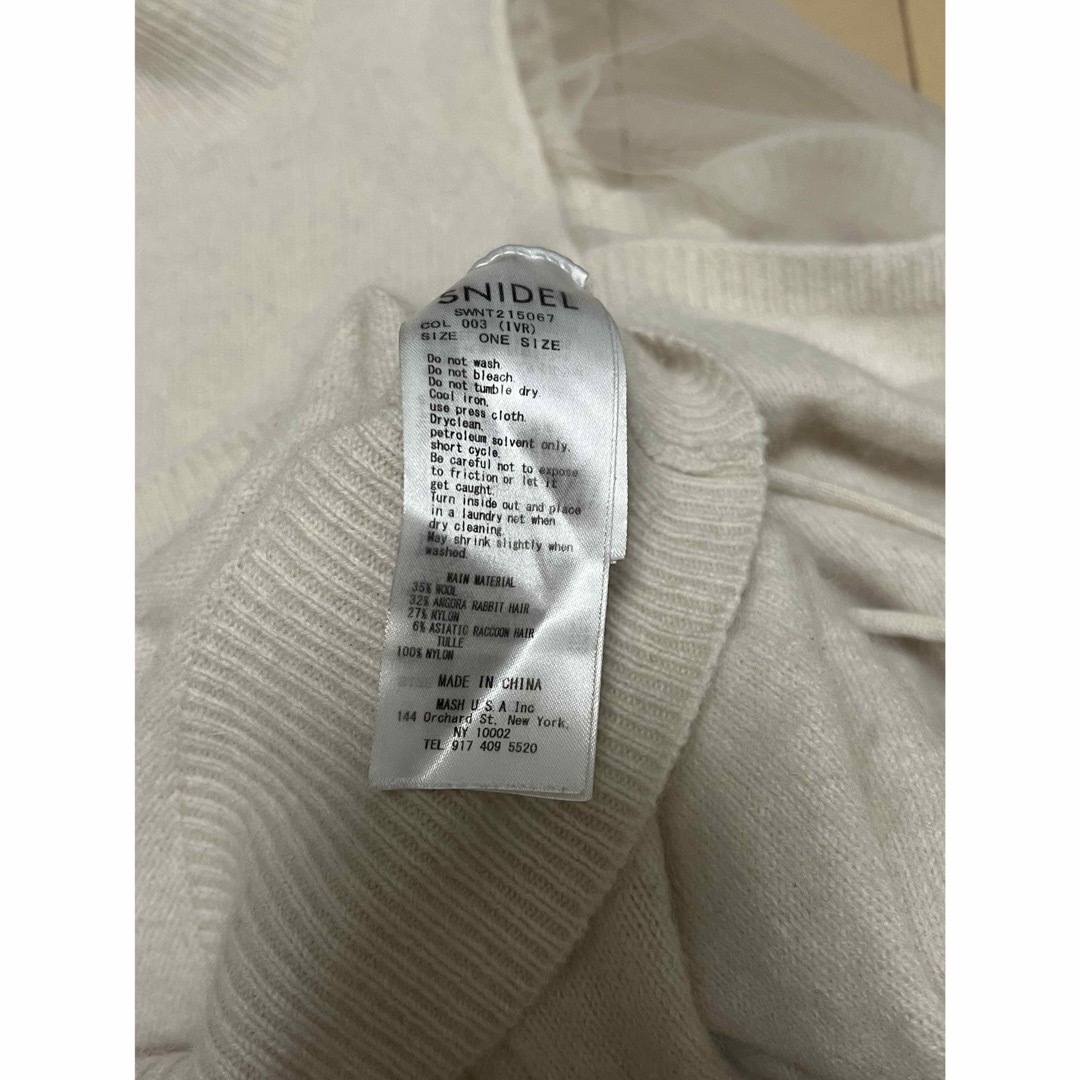 SNIDEL
SWNT215067
COL 003 (IVR)
SIZE ONE SIZE
Do not wash.
Do not bleach.
Do not tumble dry.
Cool iron.
use press cloth.
Dryclean.
petroleum solvent only.
short cycle.
Be careful not to expose
to friction or let it
get caught.
Turn inside out and place
in a laundry net when
dry cleaning.
May shrink slightly when
washed.
MAIN MATERIAL
35% WOOL
32% ANGORA RABBIT HAIR
27% NYLON
6% ASIATIC RACCOON HAIR
TULLE
100% NYLON
MADE IN CHINA
MASH U.S.A Inc
144 Orchard St. New York,
NY 10002
TEL 917 409 5520